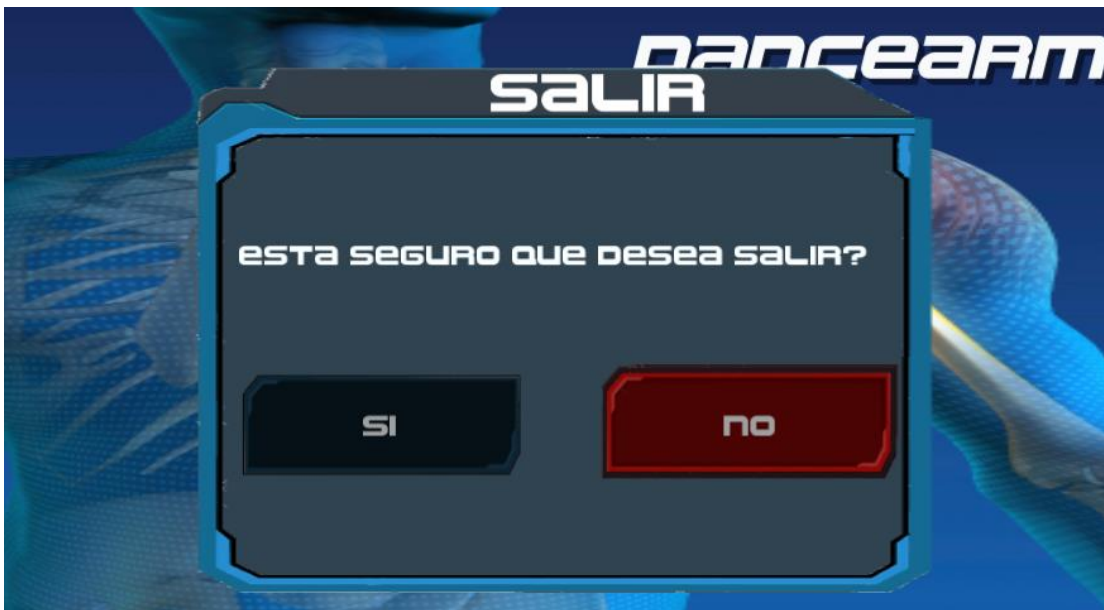 DANCEARM
SALIR
ESTA SEGURO QUE DESEA SALIR?
SI
NO